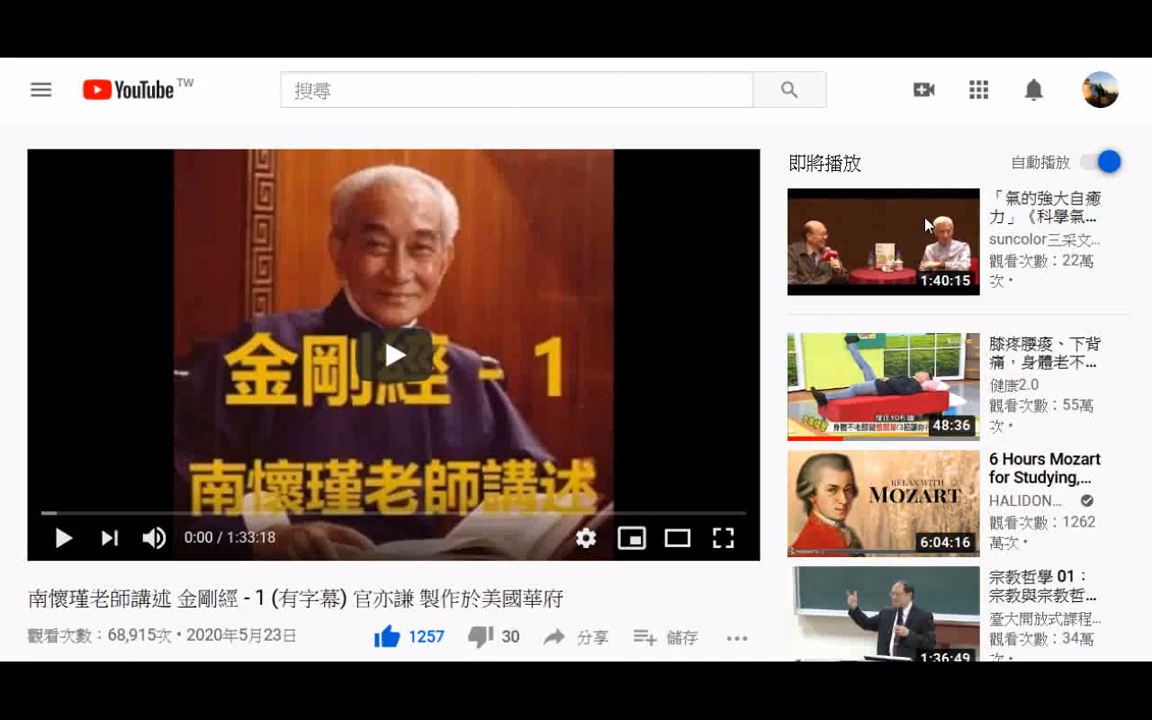 YouTube TW
搜尋
金剛經 - 1
南懷瑾老師講述
0:00 / 1:33:18
南懷瑾老師講述 金剛經 - 1 (有字幕) 官亦謙 製作於美國華府
觀看次數：68,915次 • 2020年5月23日
1257
30
分享
儲存
即將播放
自動播放
1:40:15
「氣的強大自癒
力」《科學氣...
suncolor三采文...
觀看次數：22萬
次 •
48:36
膝疼腰痠、下背
痛，身體老不...
健康2.0
觀看次數：55萬
次 •
RELAX WITH
MOZART
6:04:16
6 Hours Mozart
for Studying,...
HALIDON...
觀看次數：1262
萬次 •
1:36:49
宗教哲學 01：
宗教與宗教哲...
臺大開放式課程...
觀看次數：34萬
次 •